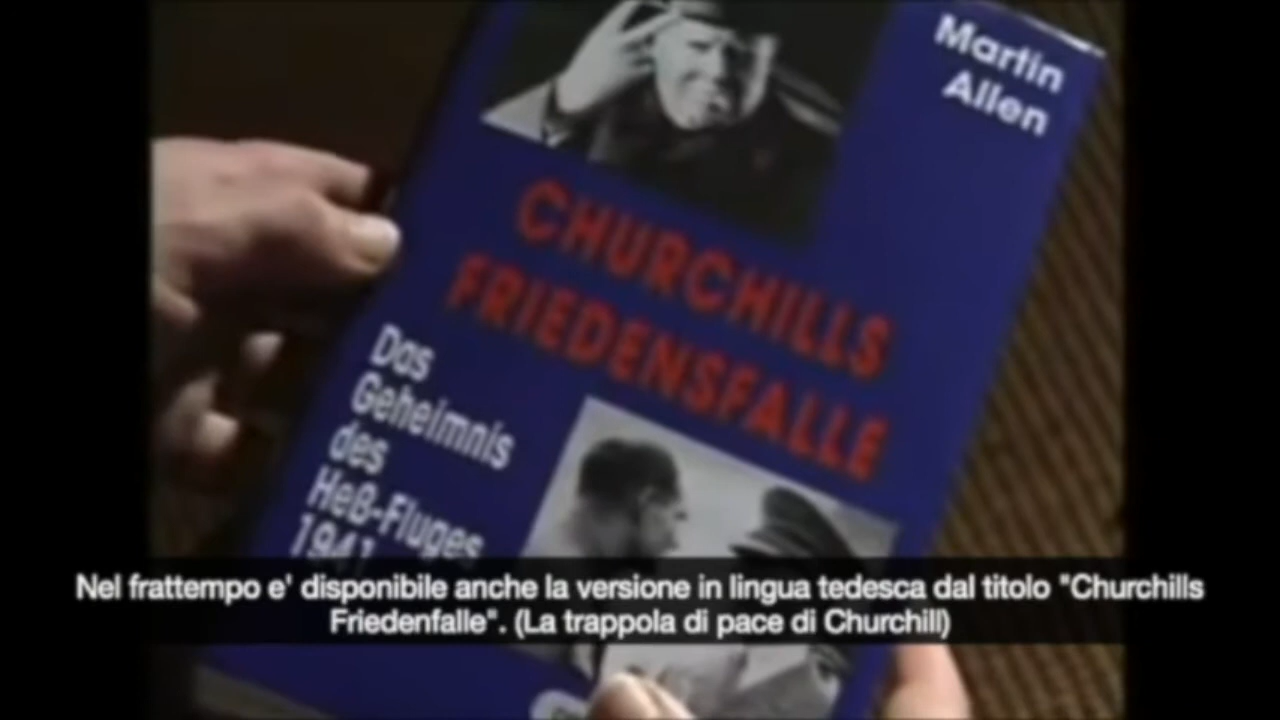 Martin
Allen
CHURCHILLS
FRIEDENSFALLE
Das
Geheimnis
des
Heß-Fluges
1941
Nel frattempo e' disponibile anche la versione in lingua tedesca dal titolo "Churchills
Friedenfalle". (La trappola di pace di Churchill)